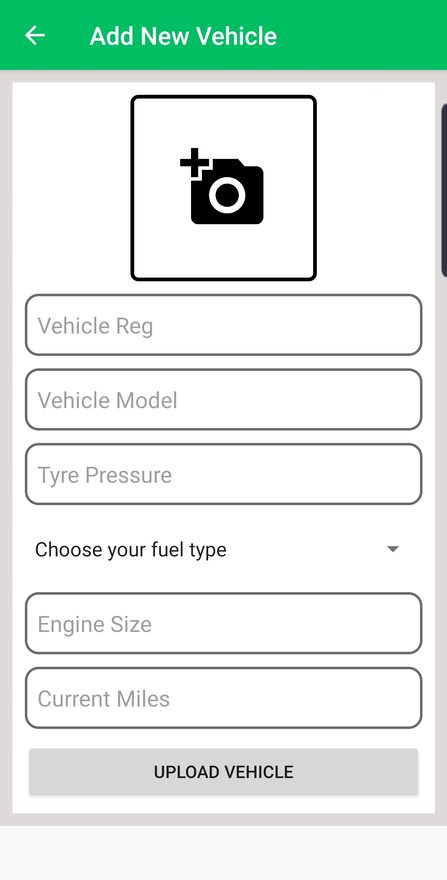 Add New Vehicle
Vehicle Reg
Vehicle Model
Tyre Pressure
Choose your fuel type
Engine Size
Current Miles
UPLOAD VEHICLE